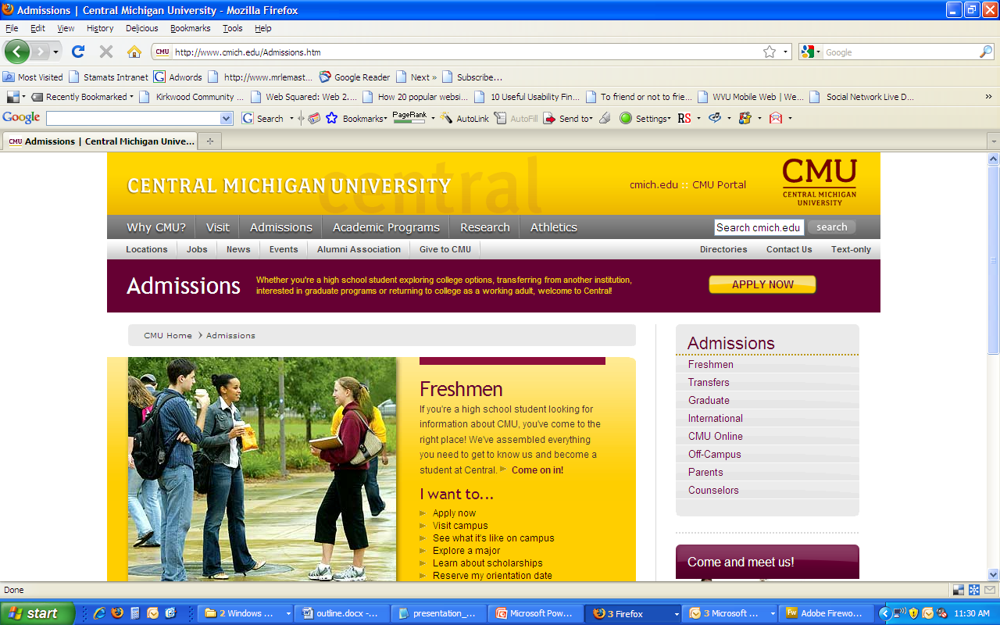 Admissions | Central Michigan University - Mozilla Firefox
File Edit View History Delicious Bookmarks Tools Help
CMU http://www.cmich.edu/Admissions.htm Google
Most Visited Stamats Intranet Adwords http://www.mrlemast... Google Reader Next » Subscribe...
Recently Bookmarked Kirkwood Community ... Web Squared: Web 2.... How 20 popular websi... 10 Useful Usability Fin... To friend or not to frie... WVU Mobile Web | We... Social Network Live D... »
Google Search Bookmarks PageRank AutoLink AutoFill Send to Settings RS
CMU Admissions | Central Michigan Unive...
central
CENTRAL MICHIGAN UNIVERSITY
cmich.edu :: CMU Portal
CMU
CENTRAL MICHIGAN
UNIVERSITY
Why CMU? Visit Admissions Academic Programs Research Athletics Search cmich.edu search
Locations Jobs News Events Alumni Association Give to CMU Directories Contact Us Text-only
Admissions
Whether you're a high school student exploring college options, transferring from another institution,
interested in graduate programs or returning to college as a working adult, welcome to Central!
APPLY NOW
CMU Home > Admissions
Freshmen
If you're a high school student looking for
information about CMU, you've come to the
right place! We've assembled everything
you need to get to know us and become a
student at Central. Come on in!
I want to...
Apply now
Visit campus
See what it's like on campus
Explore a major
Learn about scholarships
Reserve my orientation date
Admissions
Freshmen
Transfers
Graduate
International
CMU Online
Off-Campus
Parents
Counselors
Come and meet us!
Done
start 2 Windows ... outline.docx -... presentation_... Microsoft Pow... 3 Firefox 3 Microsoft ... Adobe Firewo... 11:30 AM